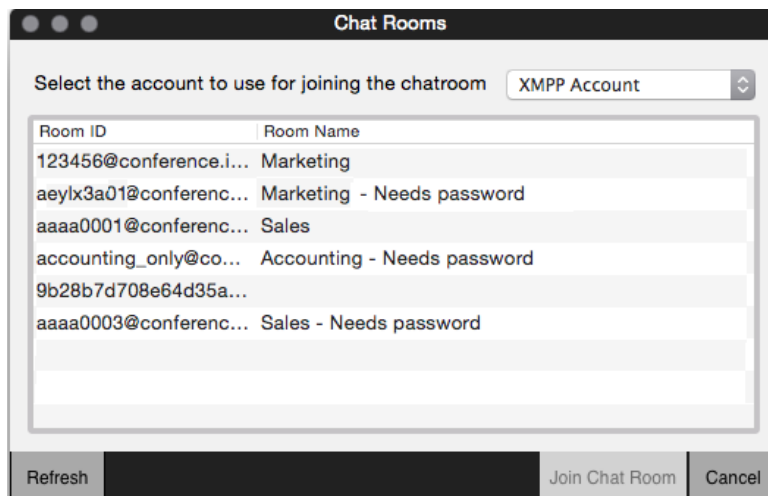 Chat Rooms
Select the account to use for joining the chatroom XMPP Account
Room ID Room Name
123456@conference.i... Marketing
aeylx3a01@conferenc... Marketing - Needs password
aaaa0001@conferenc... Sales
accounting_only@co... Accounting - Needs password
9b28b7d708e64d35a...
aaaa0003@conferenc... Sales - Needs password
Refresh Join Chat Room Cancel